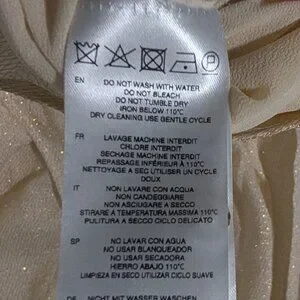 P
EN
DO NOT WASH WITH WATER
DO NOT BLEACH
DO NOT TUMBLE DRY
IRON BELOW 110°C
DRY CLEANING USE GENTLE CYCLE
FR
LAVAGE MACHINE INTERDIT
CHLORE INTERDIT
SECHAGE MACHINE INTERDIT
REPASSAGE INFÉRIEUR À 110°C
NETTOYAGE A SEC UTILISER UN CYCLE
DOUX
IT
NON LAVARE CON ACQUA
NON CANDEGGIARE
NON ASCIUGARE A SECCO
STIRARE A TEMPERATURA MASSIMA 110°C
PULITURA A SECCO CICLO DELICATO
SP
NO LAVAR CON AGUA
NO USAR BLANQUEADOR
NO USAR SECADORA
HIERRO ABAJO 110°C
LIMPIEZA EN SECO UTILIZAR CICLO SUAVE
DE
NICHT MIT WASSER WASCHEN